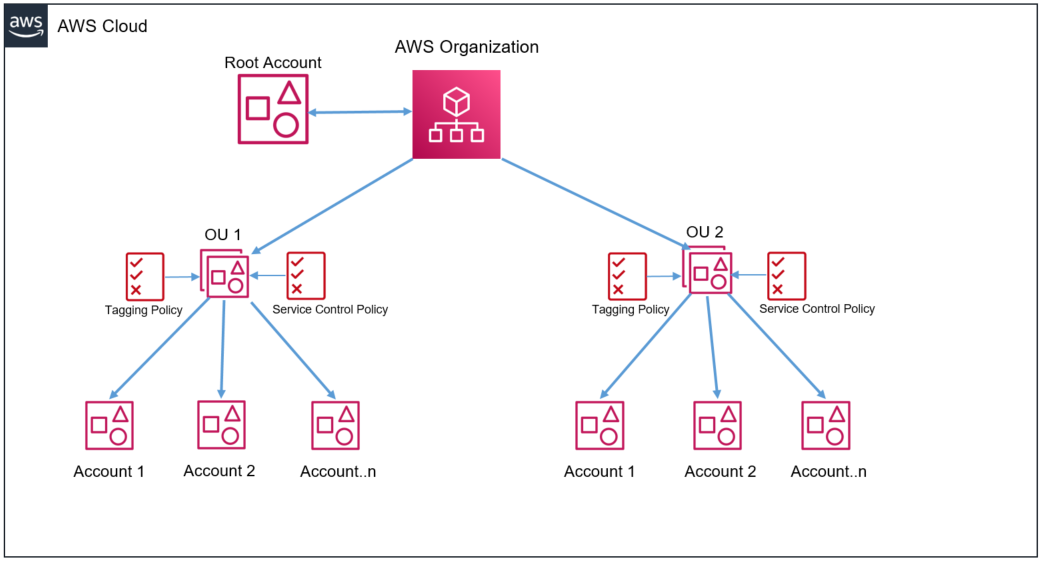 aws
AWS Cloud
AWS Organization
Root Account
OU 1
OU 2
Tagging Policy
Service Control Policy
Tagging Policy
Service Control Policy
Account 1
Account 2
Account..n
Account 1
Account 2
Account..n